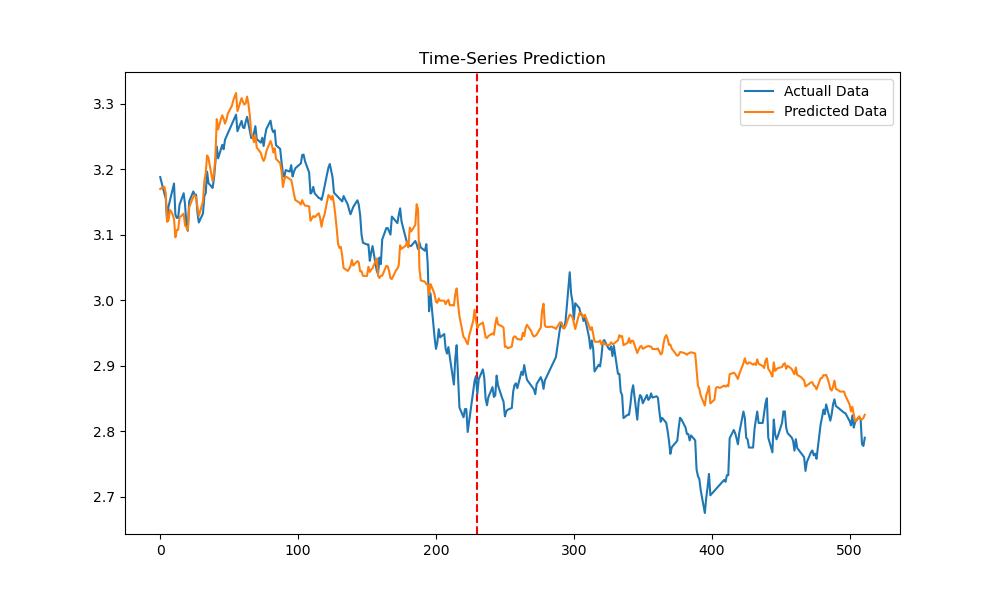 Time-Series Prediction
Actuall Data
Predicted Data
3.3
3.2
3.1
3.0
2.9
2.8
2.7
0 100 200 300 400 500